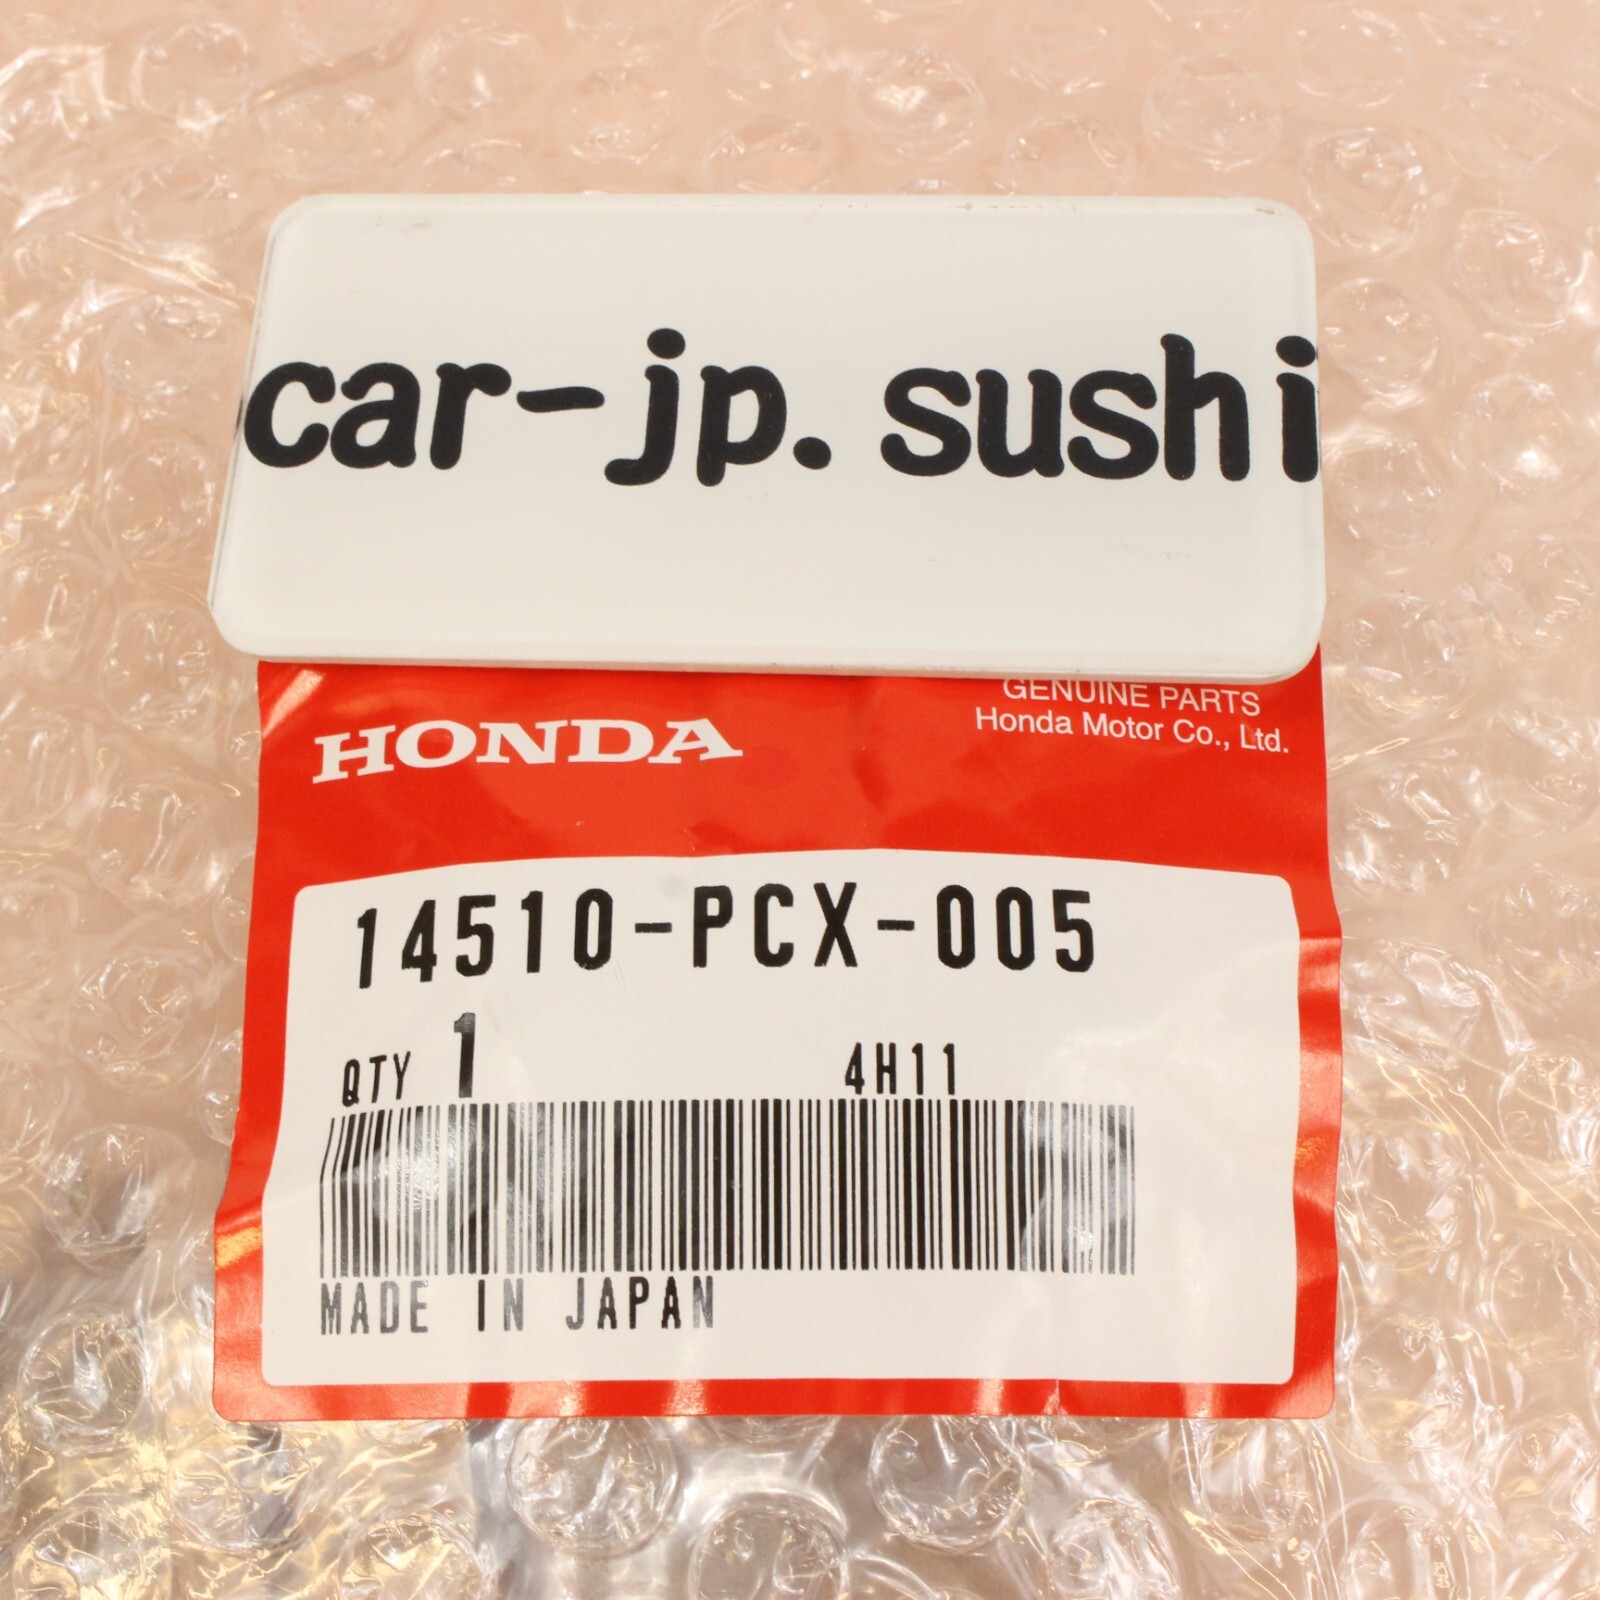 car-jp.sushi
GENUINE PARTS
HONDA
Honda Motor Co., Ltd.
14510-PCX-005
QTY 1 4H11
MADE IN JAPAN